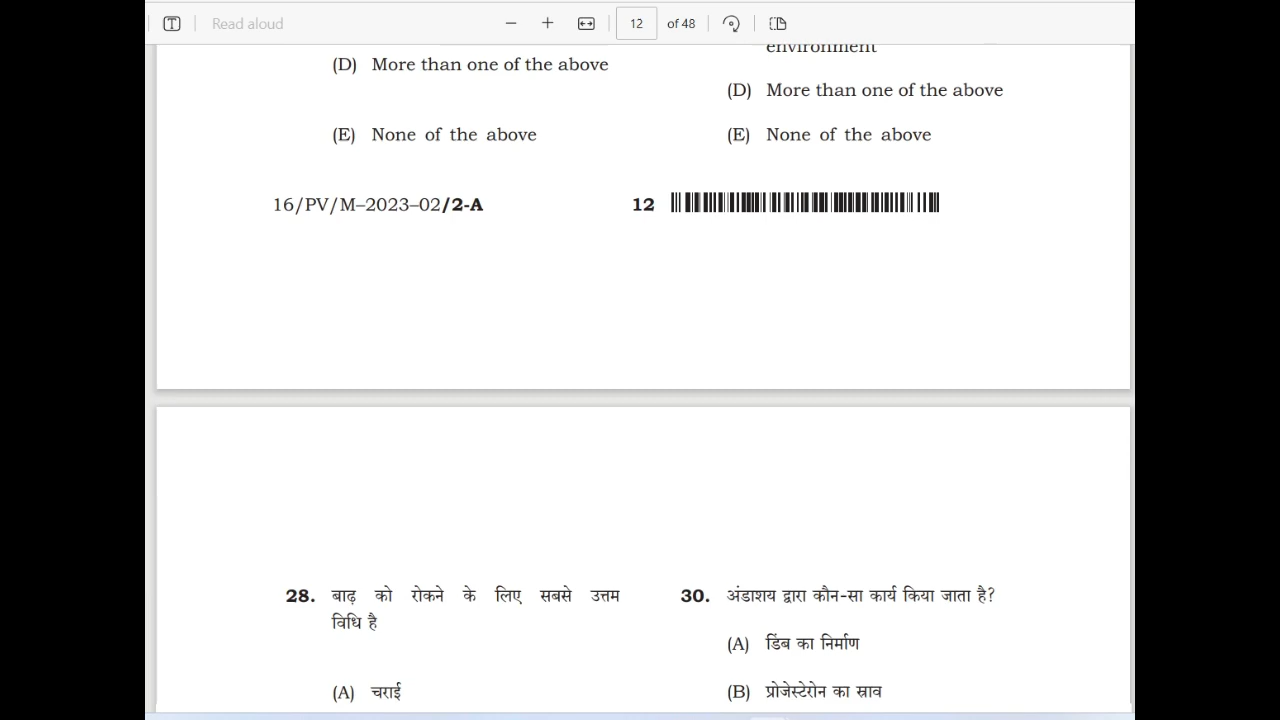 Read aloud
12 of 48
(D) More than one of the above
(E) None of the above
environment
(D) More than one of the above
(E) None of the above
16/PV/M–2023–02/2-A
12
28. बाढ़ को रोकने के लिए सबसे उत्तम
विधि है
(A) चराई
30. अंडाशय द्वारा कौन-सा कार्य किया जाता है?
(A) डिंब का निर्माण
(B) प्रोजेस्टेरोन का स्राव